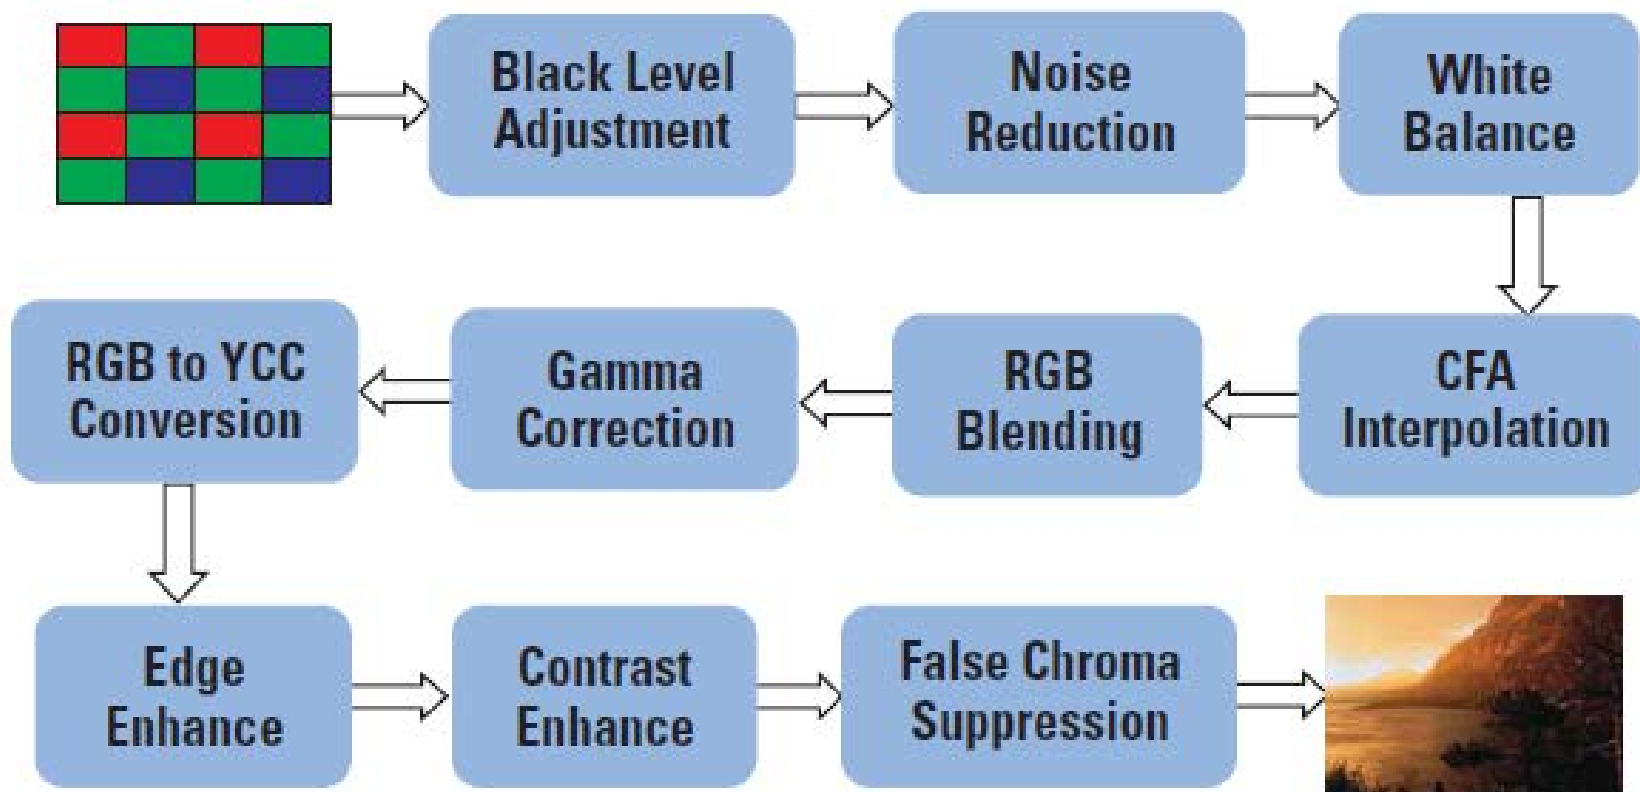 Black Level
Adjustment
Noise
Reduction
White
Balance
CFA
Interpolation
RGB
Blending
Gamma
Correction
RGB to YCC
Conversion
Edge
Enhance
Contrast
Enhance
False Chroma
Suppression